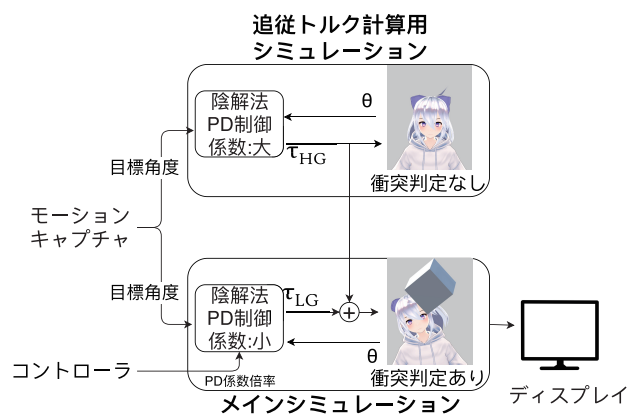 追従トルク計算用
シミュレーション
陰解法
PD制御
係数:大
θ
τHG
衝突判定なし
目標角度
モーション
キャプチャ
目標角度
陰解法
PD制御
係数:小
τLG
+
θ
衝突判定あり
コントローラ
PD係数倍率
メインシミュレーション
ディスプレイ